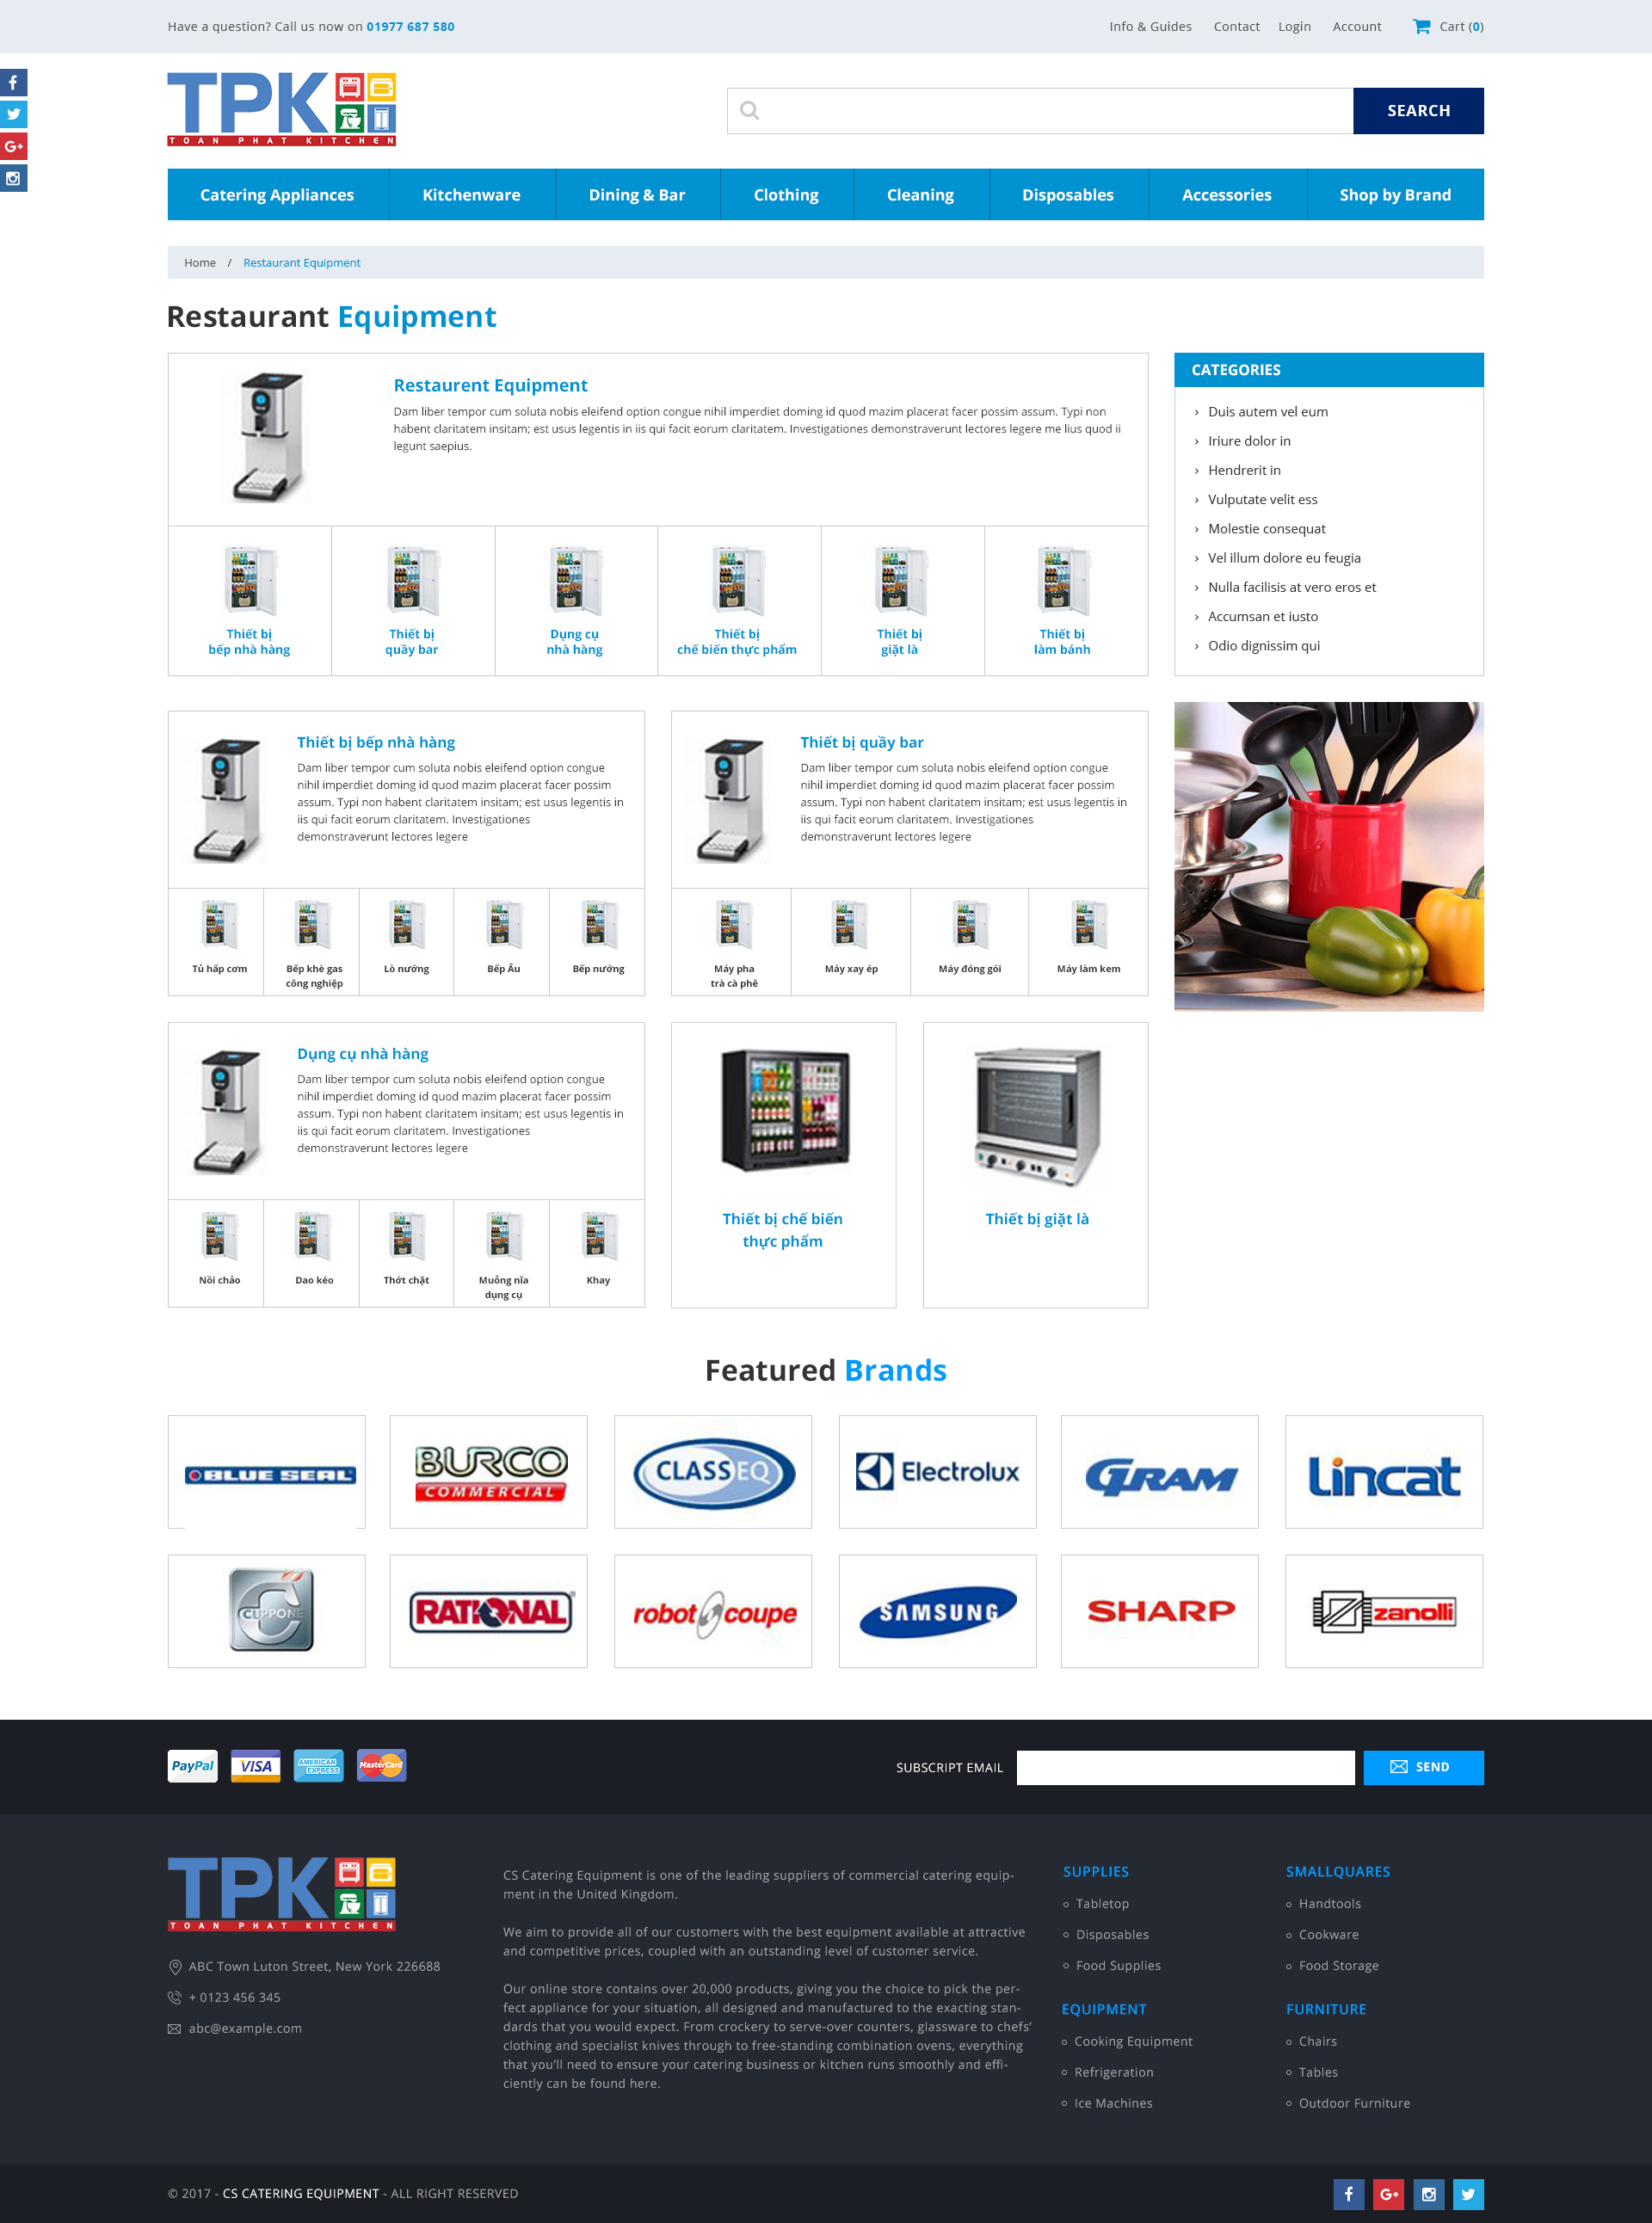 Have a question? Call us now on 01977 687 580
Info & Guides Contact Login Account Cart (0)
TPK
TOAN PHAT KITCHEN
SEARCH
Catering Appliances Kitchenware Dining & Bar Clothing Cleaning Disposables Accessories Shop by Brand
Home / Restaurant Equipment
Restaurant Equipment
Restaurent Equipment
Dam liber tempor cum soluta nobis eleifend option congue nihil imperdiet doming id quod mazim placerat facer possim assum. Typi non
habent claritatem insitam; est usus legentis in iis qui facit eorum claritatem. Investigationes demonstraverunt lectores legere me lius quod ii
legunt saepius.
Thiết bị
bếp nhà hàng
Thiết bị
quầy bar
Dụng cụ
nhà hàng
Thiết bị
chế biến thực phẩm
Thiết bị
giặt là
Thiết bị
làm bánh
CATEGORIES
Duis autem vel eum
Iriure dolor in
Hendrerit in
Vulputate velit ess
Molestie consequat
Vel illum dolore eu feugia
Nulla facilisis at vero eros et
Accumsan et iusto
Odio dignissim qui
Thiết bị bếp nhà hàng
Dam liber tempor cum soluta nobis eleifend option congue
nihil imperdiet doming id quod mazim placerat facer possim
assum. Typi non habent claritatem insitam; est usus legentis in
iis qui facit eorum claritatem. Investigationes
demonstraverunt lectores legere
Tủ hấp cơm
Bếp khè gas
công nghiệp
Lò nướng
Bếp Âu
Bếp nướng
Thiết bị quầy bar
Dam liber tempor cum soluta nobis eleifend option congue
nihil imperdiet doming id quod mazim placerat facer possim
assum. Typi non habent claritatem insitam; est usus legentis in
iis qui facit eorum claritatem. Investigationes
demonstraverunt lectores legere
Máy pha
trà cà phê
Máy xay ép
Máy đóng gói
Máy làm kem
Dụng cụ nhà hàng
Dam liber tempor cum soluta nobis eleifend option congue
nihil imperdiet doming id quod mazim placerat facer possim
assum. Typi non habent claritatem insitam; est usus legentis in
iis qui facit eorum claritatem. Investigationes
demonstraverunt lectores legere
Nồi chảo
Dao kéo
Thớt chặt
Muỗng nĩa
dụng cụ
Khay
Thiết bị chế biến
thực phẩm
Thiết bị giặt là
Featured Brands
BLUE SEAL
BURCO
COMMERCIAL
CLASSEQ
Electrolux
GRAM
Lincat
CUPPONE
RATIONAL
robot coupe
SAMSUNG
SHARP
zanolli
PayPal VISA AMERICAN EXPRESS MasterCard
SUBSCRIPT EMAIL
SEND
TPK
TOAN PHAT KITCHEN
ABC Town Luton Street, New York 226688
+ 0123 456 345
abc@example.com
CS Catering Equipment is one of the leading suppliers of commercial catering equip-
ment in the United Kingdom.
We aim to provide all of our customers with the best equipment available at attractive
and competitive prices, coupled with an outstanding level of customer service.
Our online store contains over 20,000 products, giving you the choice to pick the per-
fect appliance for your situation, all designed and manufactured to the exacting stan-
dards that you would expect. From crockery to serve-over counters, glassware to chefs’
clothing and specialist knives through to free-standing combination ovens, everything
that you’ll need to ensure your catering business or kitchen runs smoothly and effi-
ciently can be found here.
SUPPLIES
Tabletop
Disposables
Food Supplies
SMALLQUARES
Handtools
Cookware
Food Storage
EQUIPMENT
Cooking Equipment
Refrigeration
Ice Machines
FURNITURE
Chairs
Tables
Outdoor Furniture
© 2017 - CS CATERING EQUIPMENT - ALL RIGHT RESERVED